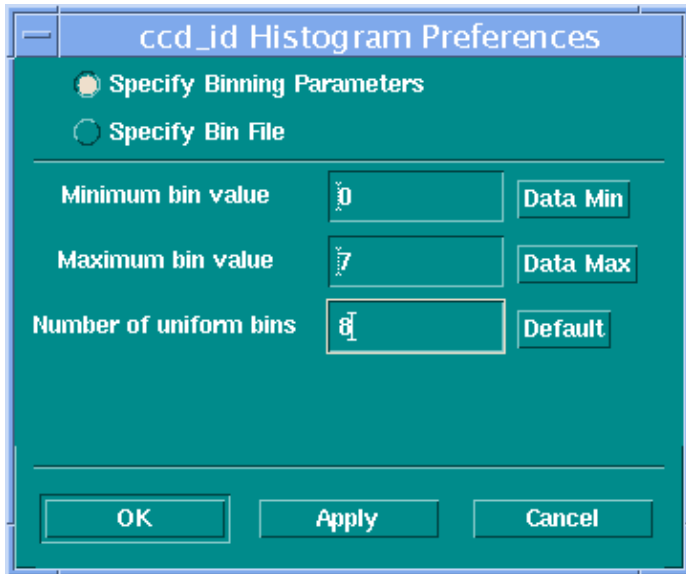 ccd_id Histogram Preferences
Specify Binning Parameters
Specify Bin File
Minimum bin value 0 Data Min
Maximum bin value 7 Data Max
Number of uniform bins 8 Default
OK Apply Cancel